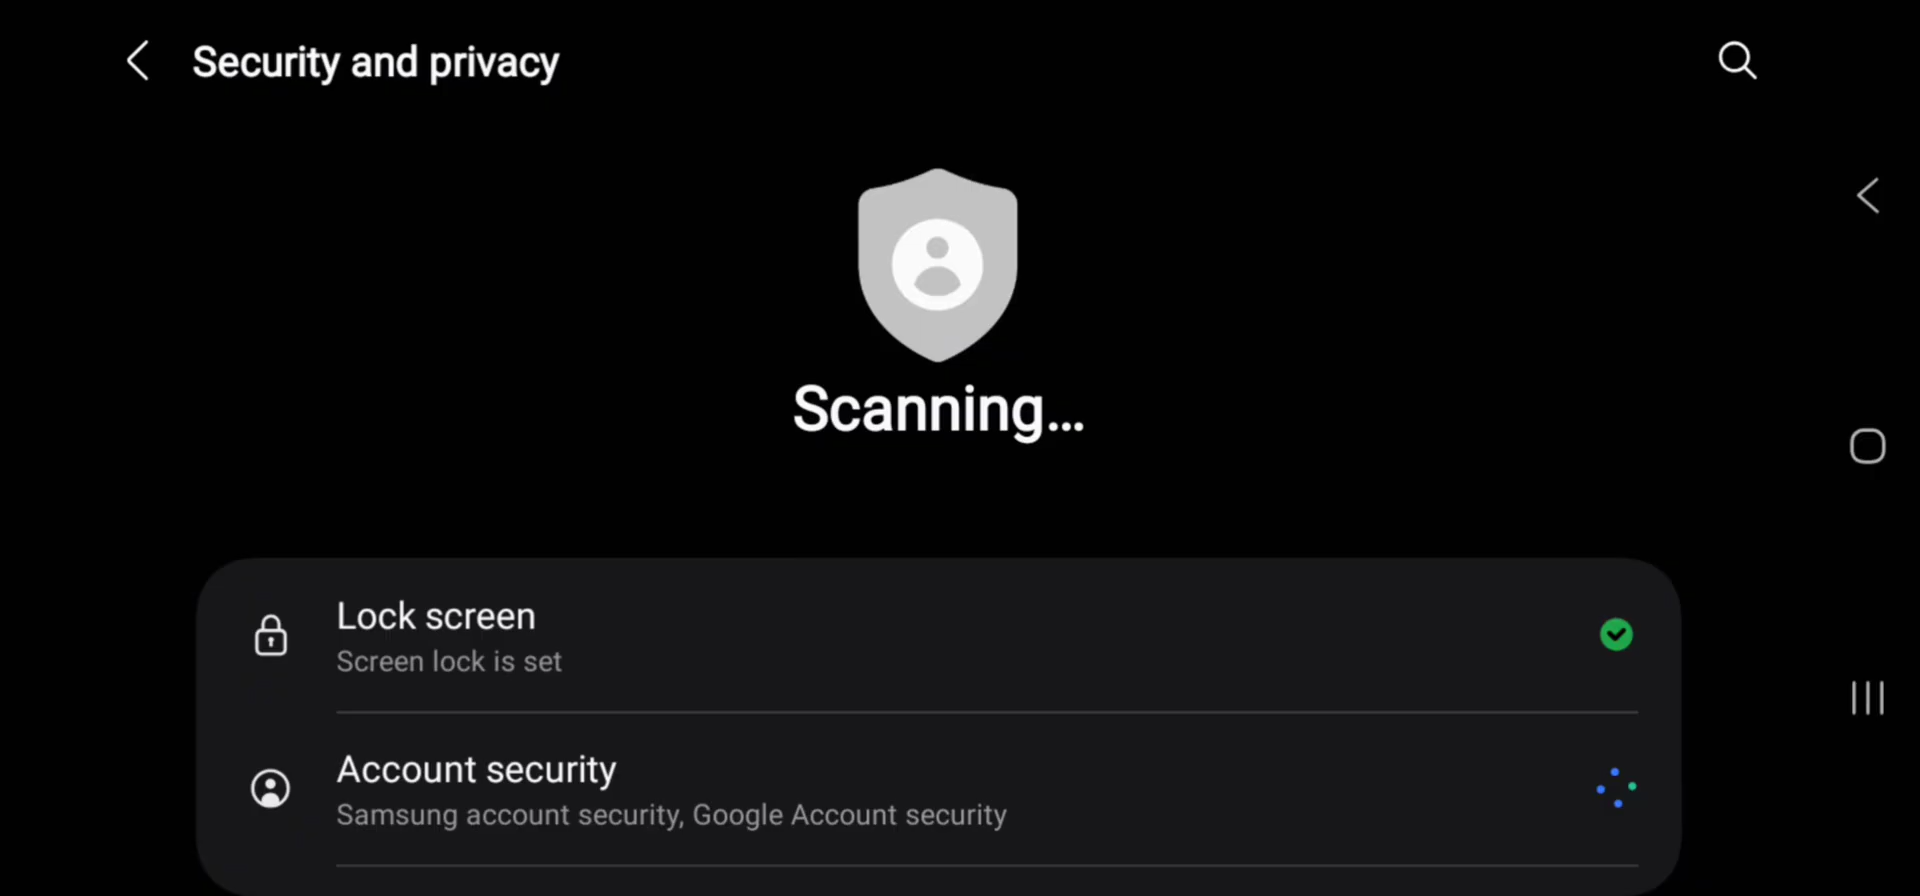 Security and privacy
Scanning...
Lock screen
Screen lock is set
Account security
Samsung account security, Google Account security